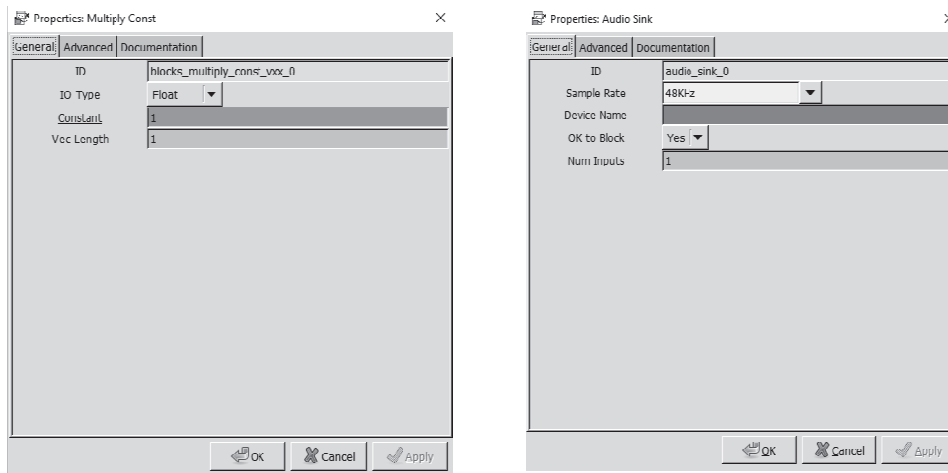 Properties: Multiply Const
General Advanced Documentation
ID blocks_multiply_const_vxx_0
IO Type Float
Constant 1
Vec Length 1
OK Cancel Apply
Properties: Audio Sink
General Advanced Documentation
ID audio_sink_0
Sample Rate 48KHz
Device Name
OK to Block Yes
Num Inputs 1
OK Cancel Apply